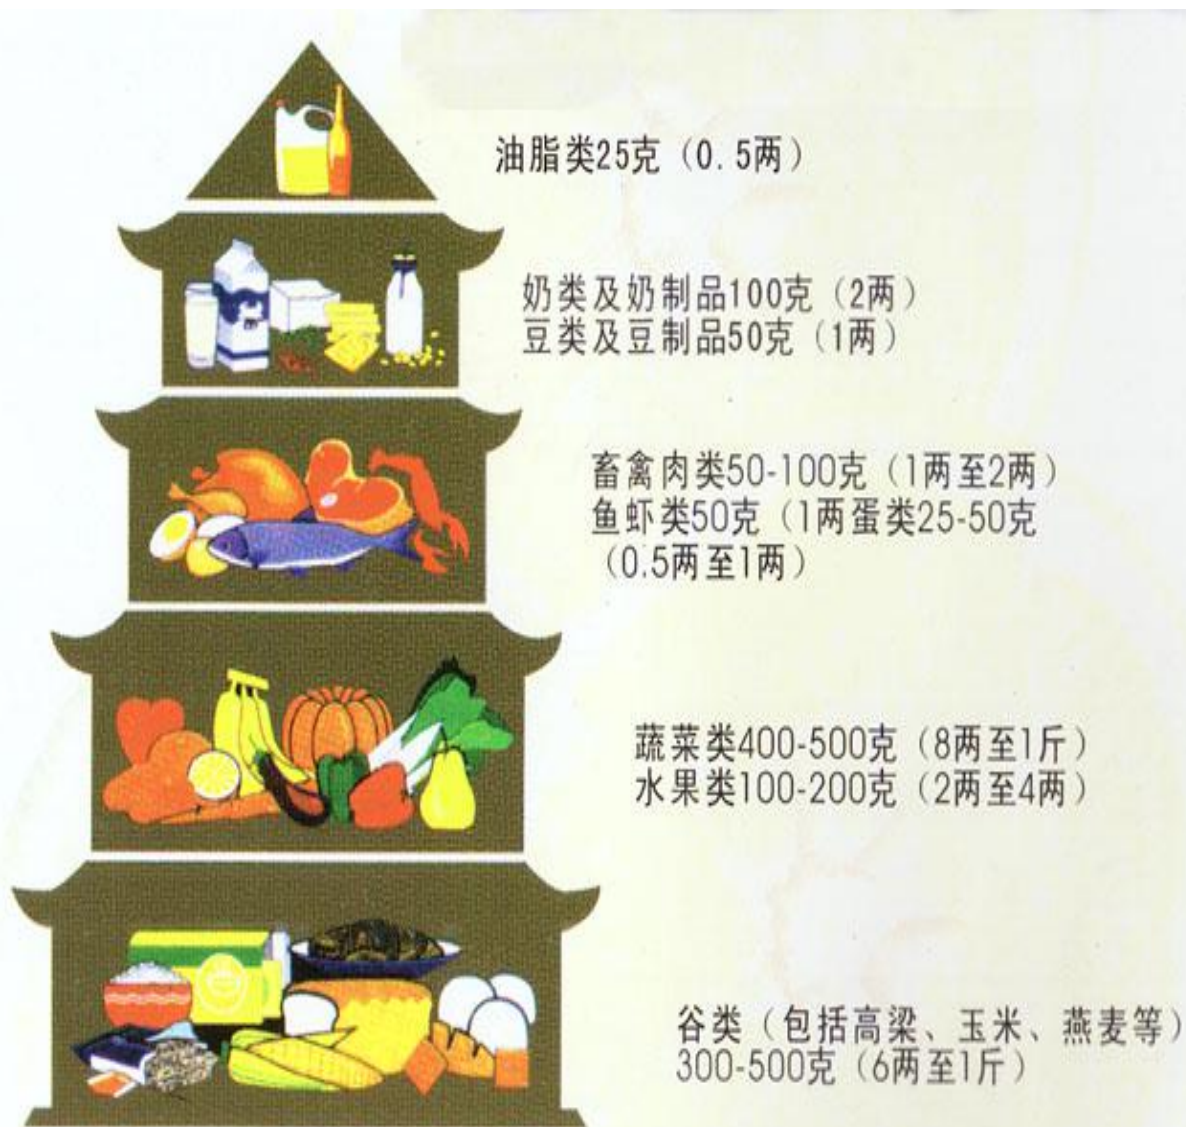 油脂类25克（0.5两）
奶类及奶制品100克（2两）
豆类及豆制品50克（1两）
畜禽肉类50-100克（1两至2两）
鱼虾类50克（1两蛋类25-50克
（0.5两至1两）
蔬菜类400-500克（8两至1斤）
水果类100-200克（2两至4两）
谷类（包括高梁、玉米、燕麦等）
300-500克（6两至1斤）